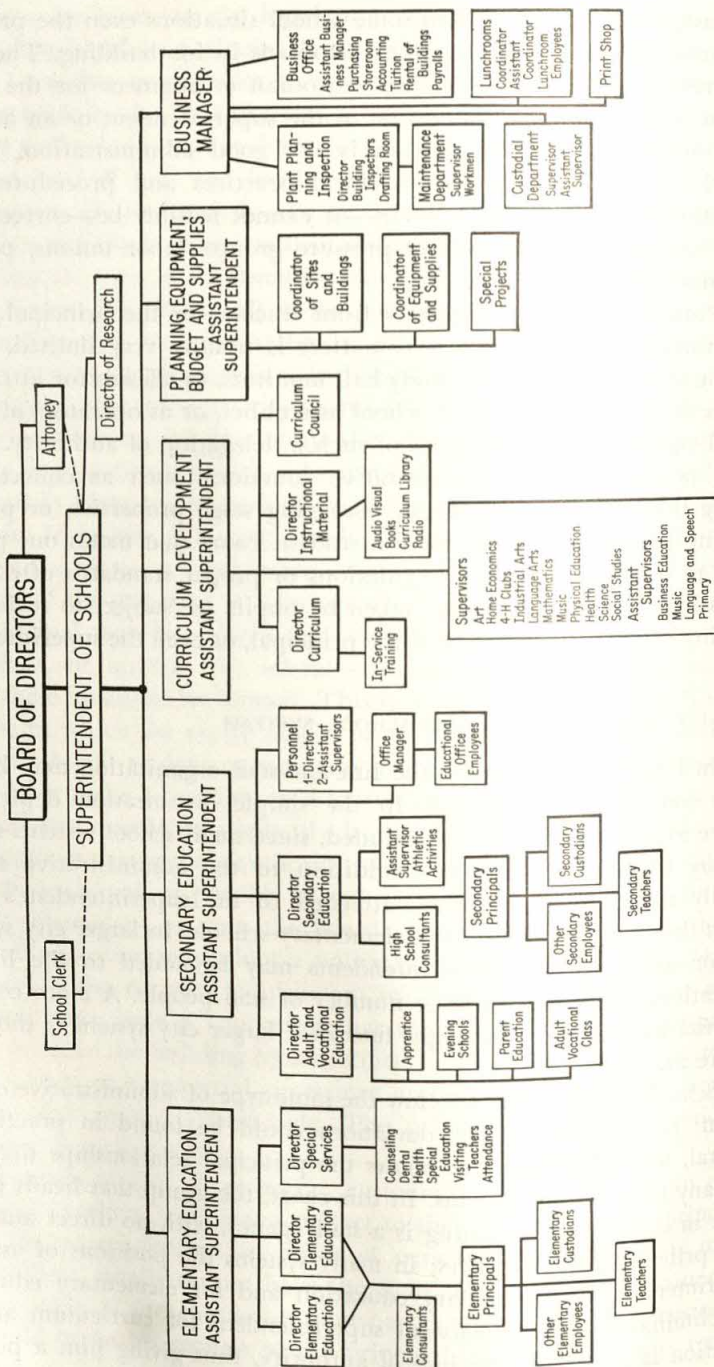 BOARD OF DIRECTORS
School Clerk
Attorney
SUPERINTENDENT OF SCHOOLS
Director of Research
ELEMENTARY EDUCATION
ASSISTANT SUPERINTENDENT
SECONDARY EDUCATION
ASSISTANT SUPERINTENDENT
CURRICULUM DEVELOPMENT
ASSISTANT SUPERINTENDENT
PLANNING, EQUIPMENT,
BUDGET AND SUPPLIES
ASSISTANT
SUPERINTENDENT
BUSINESS
MANAGER:
Director
Elementary
Education
Director
Elementary
Education
Director
Special
Services
Counseling
Dental
Health
Special
Education
Visiting
Teachers
Attendance
Elementary
Consultants
Elementary
Principals
Other
Elementary
Employees
Elementary
Custodians
Elementary
Teachers
Director
Adult and
Vocational
Education
Apprentice
Evening
Schools
Parent
Education
Adult
Vocational
Class
Director
Secondary
Education
High
School
Consultants
Assistant
Supervisor
Athletic
Activities
Secondary
Principals
Other
Secondary
Employees
Secondary
Custodians
Secondary
Teachers
Personnel
1-Director
2-Assistant
Supervisors
Office
Manager
Educational
Office
Employees
Director
Curriculum
In-Service
Training
Director
Instructional
Material
Audio Visual
Books
Curriculum Library
Radio
Curriculum
Council
Supervisors
Art
Home Economics
4-H Clubs
Industrial Arts
Language Arts
Mathematics
Music
Physical Education
Health
Science
Social Studies
Assistant
Supervisors
Business Education
Music
Language and Speech
Primary
Coordinator
of Sites
and
Buildings
Coordinator
of Equipment
and Supplies
Special
Projects
Plant Plan-
ning and
Inspection
Director
Building
Inspectors
Drafting Room
Maintenance
Department
Supervisor
Workmen
Custodial
Department
Supervisor
Assistant
Supervisor
Business
Office
Assistant Busi-
ness Manager
Purchasing
Storeroom
Accounting
Tuition
Rental of
Buildings
Payrolls
Lunchrooms
Coordinator
Assistant
Coordinator
Lunchroom
Employees
Print Shop